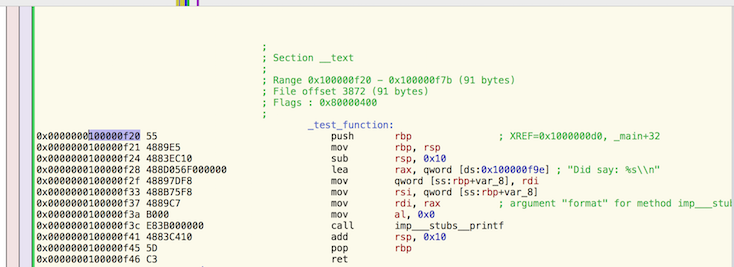 ;
; Section __text
;
; Range 0x100000f20 - 0x100000f7b (91 bytes)
; File offset 3872 (91 bytes)
; Flags : 0x80000400
;
_test_function:
0x0000000100000f20 55 push rbp ; XREF=0x1000000d0, _main+32
0x0000000100000f21 4889E5 mov rbp, rsp
0x0000000100000f24 4883EC10 sub rsp, 0x10
0x0000000100000f28 488D056F000000 lea rax, qword [ds:0x100000f9e] ; "Did say: %s\\n"
0x0000000100000f2f 48897DF8 mov qword [ss:rbp+var_8], rdi
0x0000000100000f33 488B75F8 mov rsi, qword [ss:rbp+var_8]
0x0000000100000f37 4889C7 mov rdi, rax ; argument "format" for method imp___stub
0x0000000100000f3a B000 mov al, 0x0
0x0000000100000f3c E83B000000 call imp___stubs__printf
0x0000000100000f41 4883C410 add rsp, 0x10
0x0000000100000f45 5D pop rbp
0x0000000100000f46 C3 ret